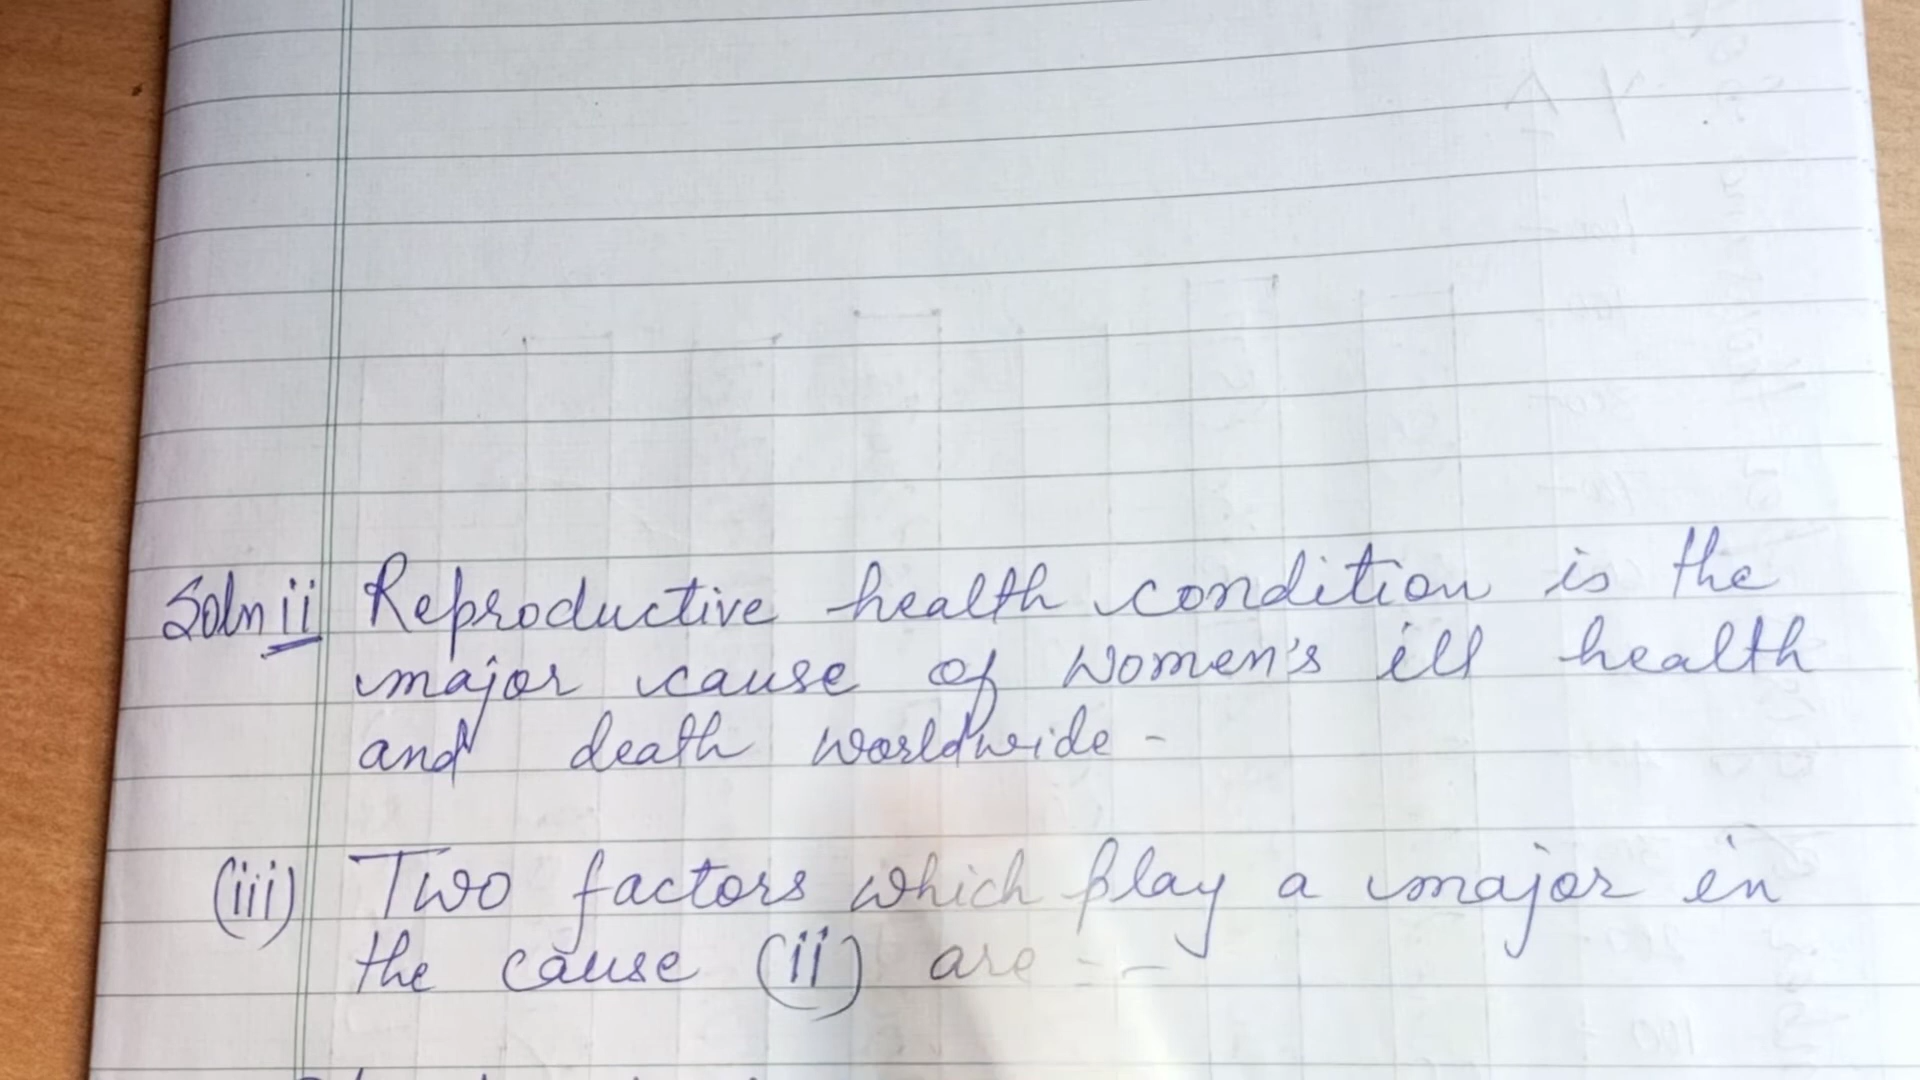 Soln ii Reproductive health condition is the
major cause of women's ill health
and death worldwide -
(iii) Two factors which play a major in
the cause (ii) are - -